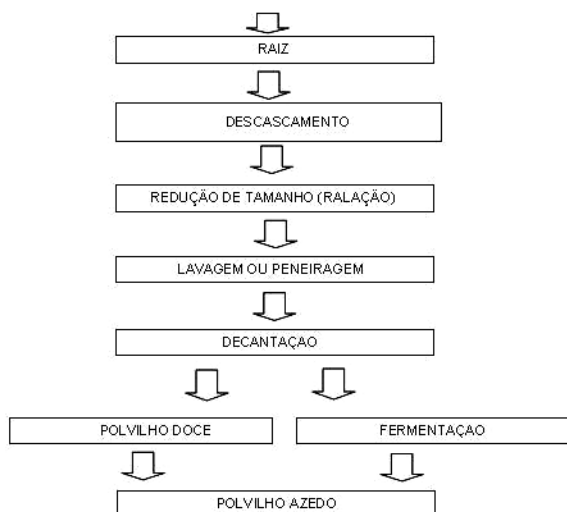 RAIZ
DESCASCAMENTO
REDUÇÃO DE TAMANHO (RALAÇÃO)
LAVAGEM OU PENEIRAGEM
DECANTAÇAO
POLVILHO DOCE
FERMENTAÇAO
POLVILHO AZEDO